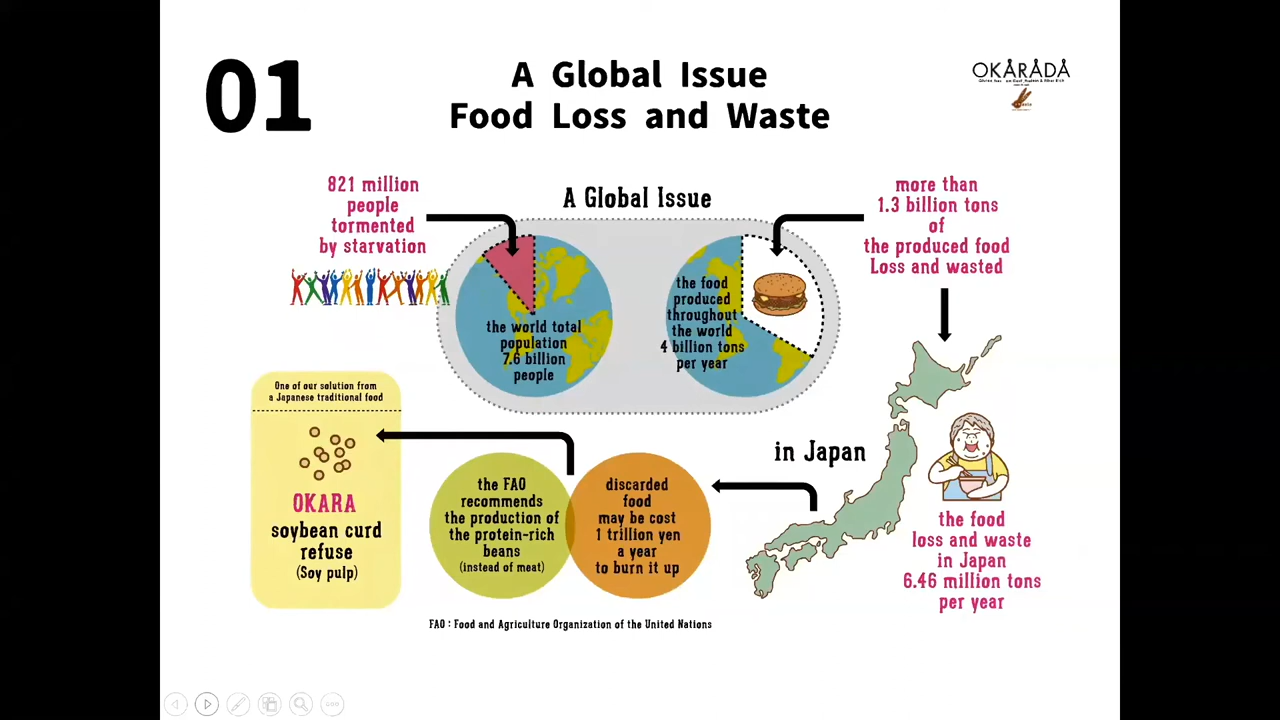 01
A Global Issue
Food Loss and Waste
OKARADA
821 million
people
tormented
by starvation
A Global Issue
more than
1.3 billion tons
of
the produced food
Loss and wasted
the world total
population
7.6 billion
people
the food
produced
throughout
the world
4 billion tons
per year
One of our solution from
a Japanese traditional food
OKARA
soybean curd
refuse
(Soy pulp)
the FAO
recommends
the production of
the protein-rich
beans
(instead of meat)
discarded
food
may be cost
1 trillion yen
a year
to burn it up
in Japan
the food
loss and waste
in Japan
6.46 million tons
per year
FAO : Food and Agriculture Organization of the United Nations